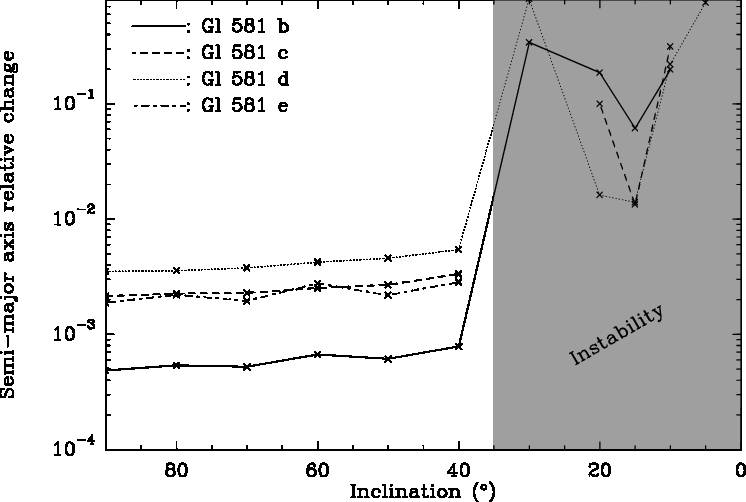 : Gl 581 b
: Gl 581 c
: Gl 581 d
: Gl 581 e
Semi-major axis relative change
10⁻¹
10⁻²
10⁻³
10⁻⁴
Instability
80 60 40 20 0
Inclination (°)